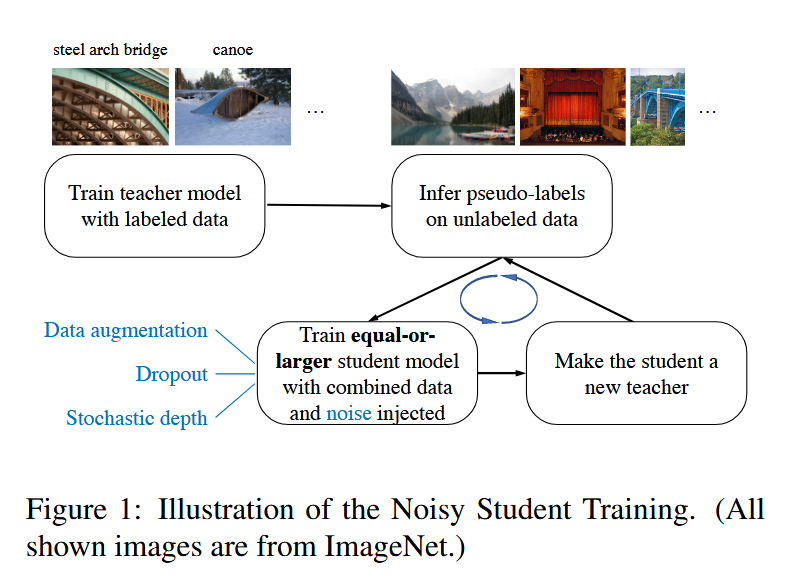 steel arch bridge
canoe
...
...
Train teacher model
with labeled data
Infer pseudo-labels
on unlabeled data
Data augmentation
Dropout
Stochastic depth
Train equal-or-
larger student model
with combined data
and noise injected
Make the student a
new teacher
Figure 1: Illustration of the Noisy Student Training. (All
shown images are from ImageNet.)